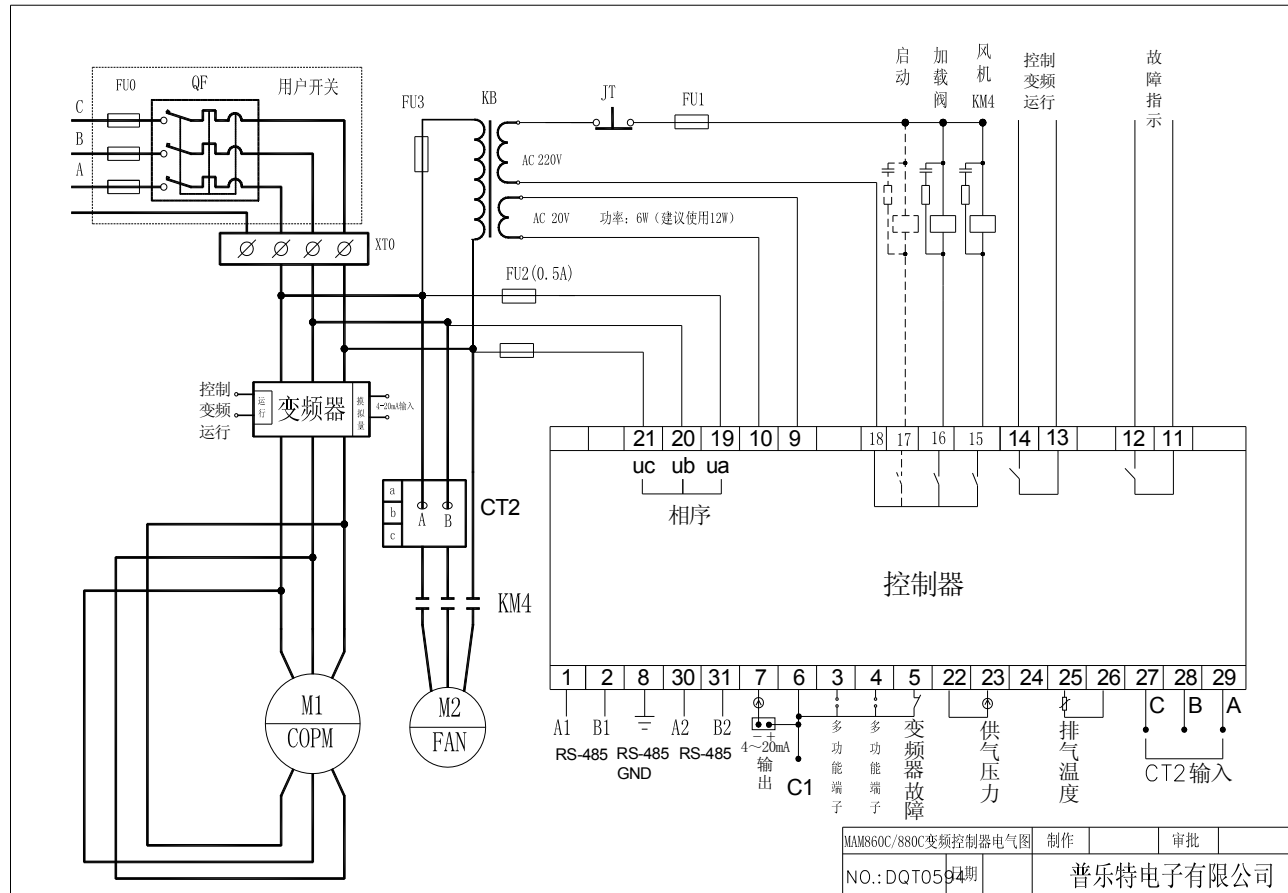 FU0
QF
用户开关
C
B
A
XT0
FU3
KB
JT
FU1
AC 220V
AC 20V
功率：6W（建议使用12W）
FU2(0.5A)
启动
加载阀
风机
KM4
控制
变频
运行
故障指示
控制
变频
运行
运行
变频器
模拟量
4-20mA输入
a
b
c
A
B
CT2
KM4
M1
COPM
M2
FAN
21
20
19
10
9
18
17
16
15
14
13
12
11
uc
ub
ua
相序
控制器
1
2
8
30
31
7
6
3
4
5
22
23
24
25
26
27
28
29
A1
B1
A2
B2
RS-485
RS-485
GND
RS-485
- +
4～20mA
输出
C1
多功能端子
多功能端子
变频器故障
供气压力
排气温度
C
B
A
CT2输入
MAM860C/880C变频控制器电气图
制作
审批
NO.:DQT0594
日期
普乐特电子有限公司